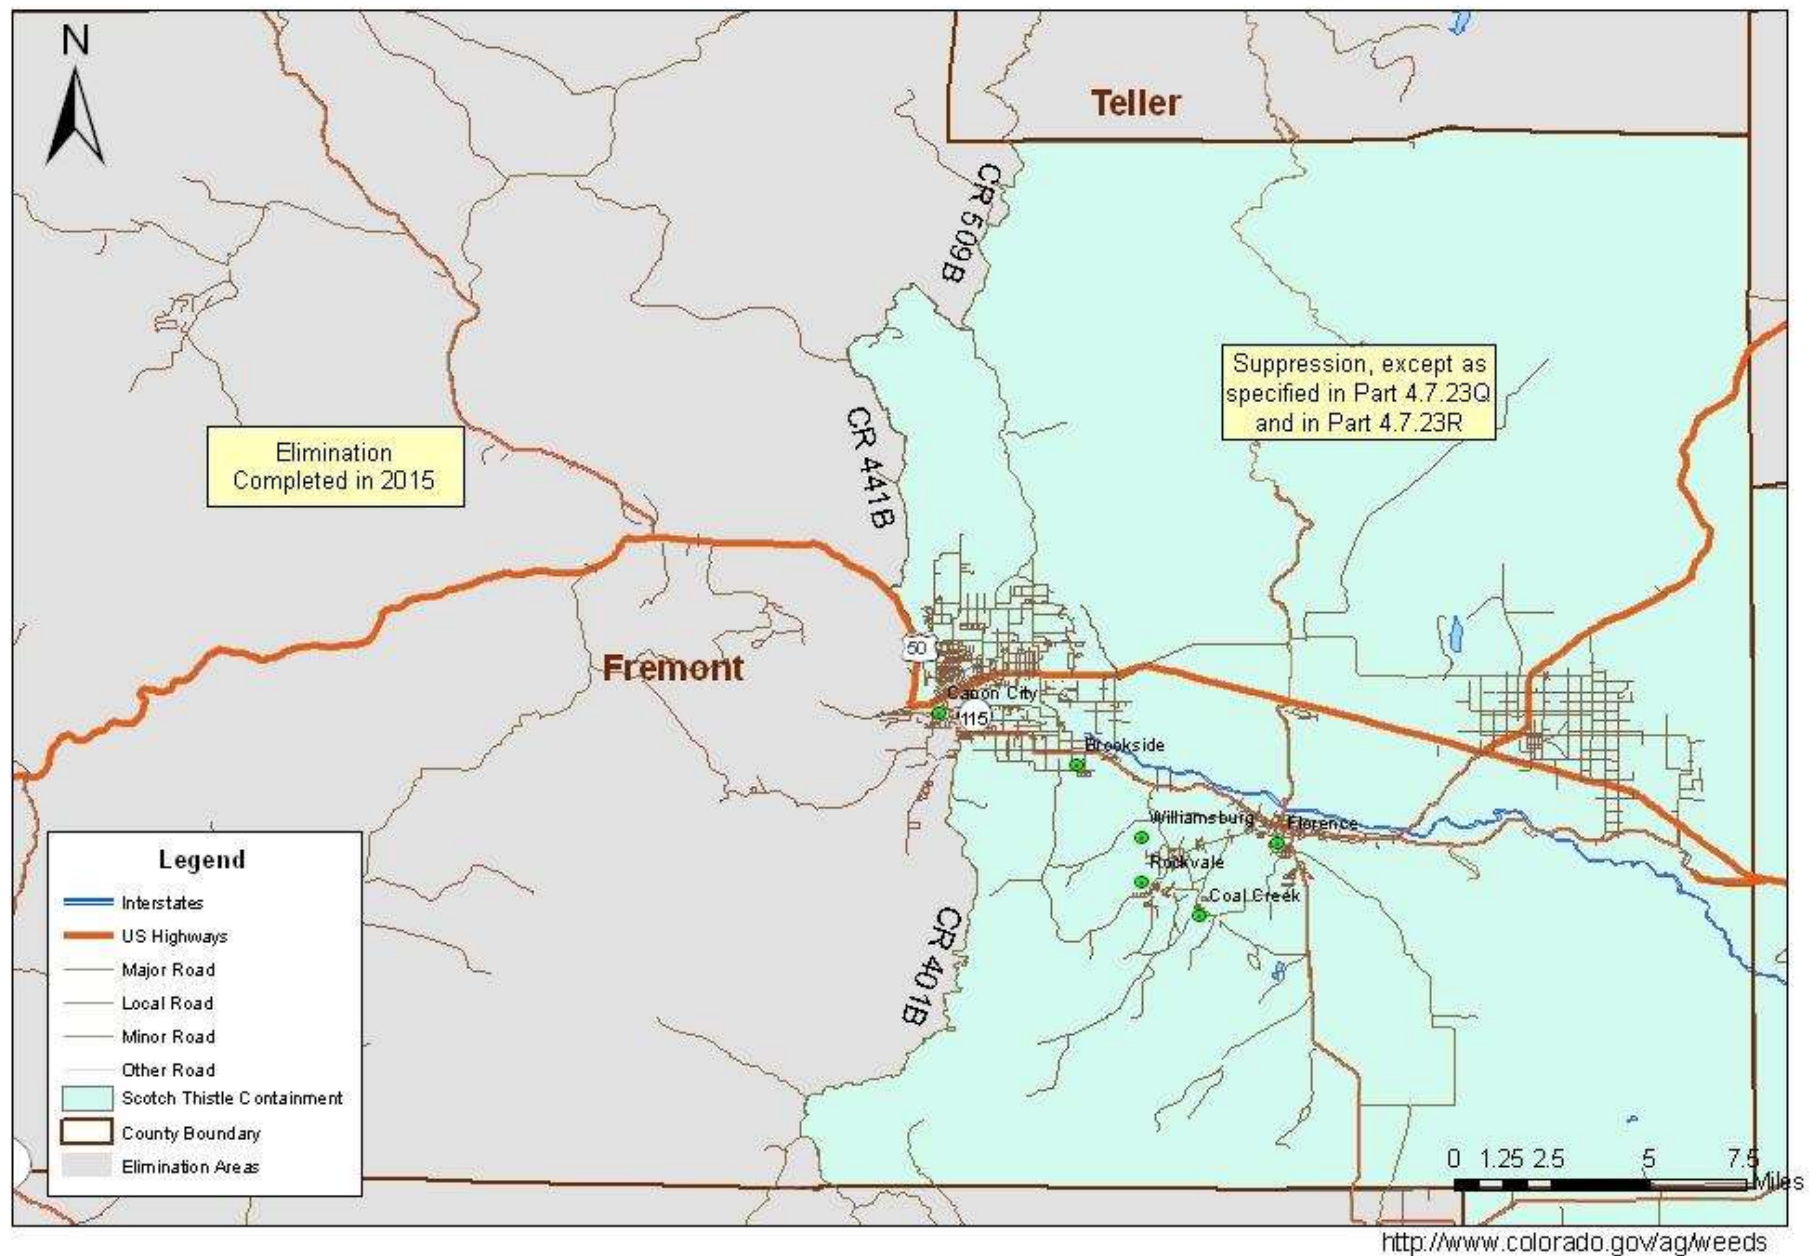 N
Teller
CR 509B
Suppression, except as
specified in Part 4.7.23Q
and in Part 4.7.23R
CR 441B
Elimination
Completed in 2015
50
Fremont
Canon City
115
Brookside
Williamsburg
Florence
Rockvale
Coal Creek
CR 401B
Legend
Interstates
US Highways
Major Road
Local Road
Minor Road
Other Road
Scotch Thistle Containment
County Boundary
Elimination Areas
0 1.25 2.5 5 7.5
Miles
http://www.colorado.gov/ag/weeds